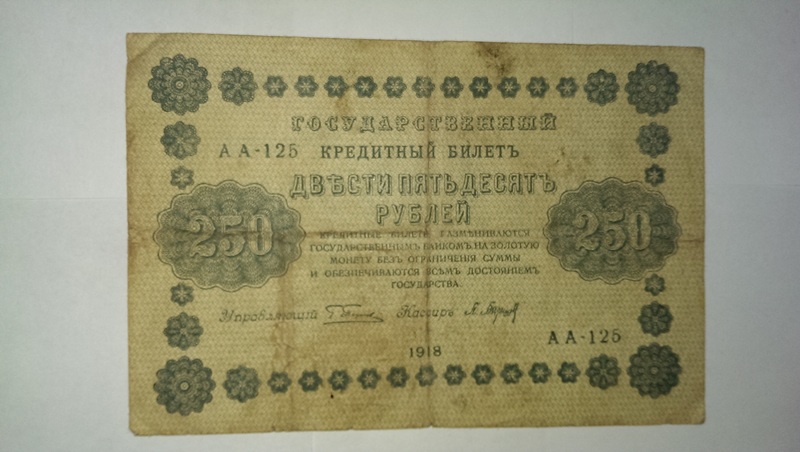 ГОСУДАРСТВЕННЫЙ
АА-125 КРЕДИТНЫЙ БИЛЕТЪ
ДВѢСТИ ПЯТЬДЕСЯТЪ
РУБЛЕЙ
250 250
КРЕДИТНЫЕ БИЛЕТЫ РАЗМѢНИВАЮТСЯ
ГОСУДАРСТВЕННЫМЪ БАНКОМЪ НА ЗОЛОТУЮ
МОНЕТУ БЕЗЪ ОГРАНИЧЕНІЯ СУММЫ
И ОБЕЗПЕЧИВАЮТСЯ ВСѢМЪ ДОСТОЯНІЕМЪ
ГОСУДАРСТВА.
Управляющій Кассиръ
АА-125
1918